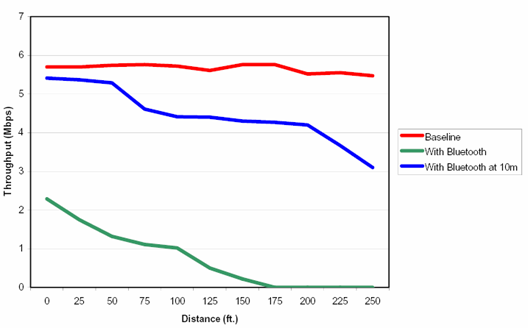 7
6
5
4
3
2
1
0
Throughput (Mbps)
0 25 50 75 100 125 150 175 200 225 250
Distance (ft.)
Baseline
With Bluetooth
With Bluetooth at 10m